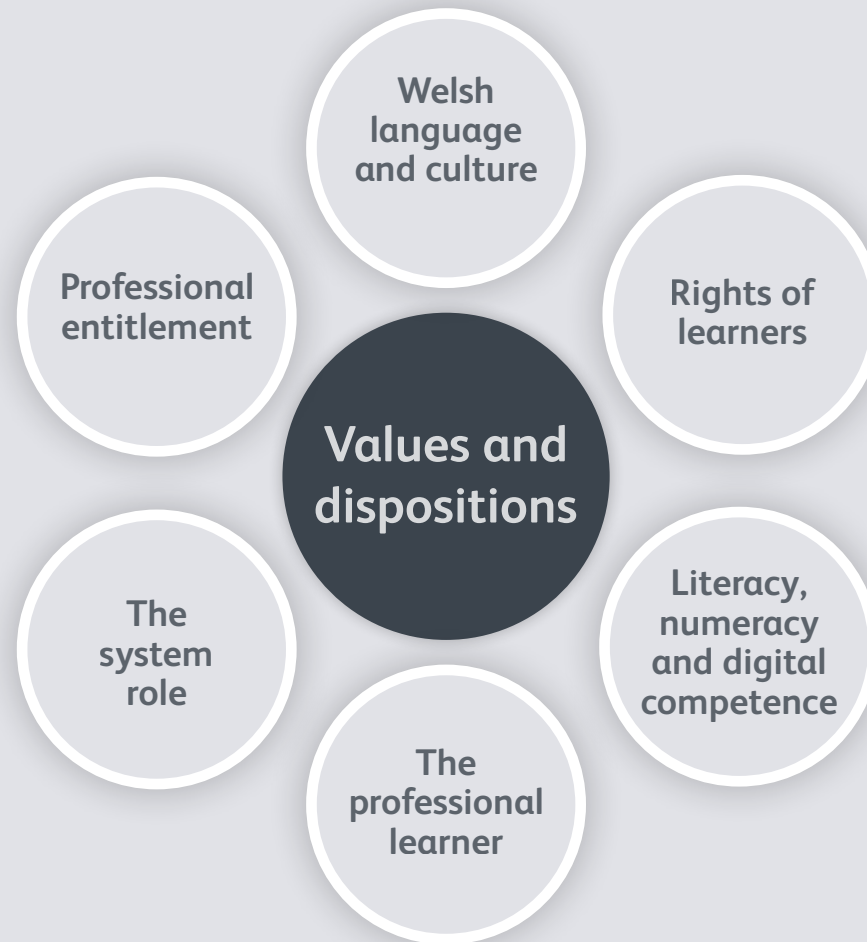 Welsh
language
and culture
Professional
entitlement
Rights of
learners
Values and
dispositions
The
system
role
Literacy,
numeracy
and digital
competence
The
professional
learner